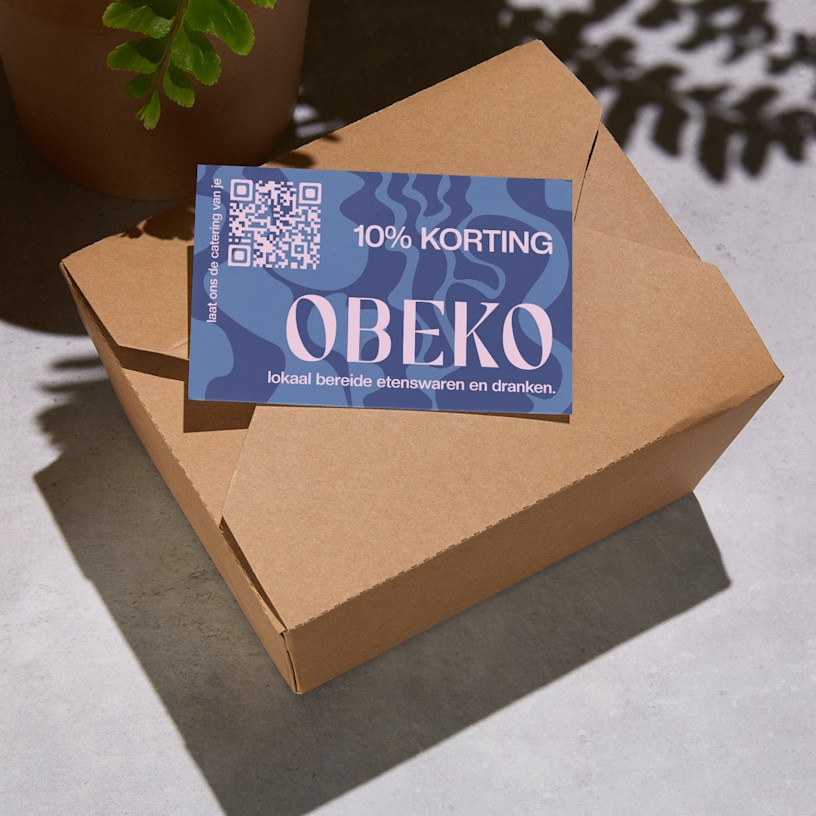 laat ons de catering van je
10% KORTING
OBEKO
lokaal bereide etenswaren en dranken.